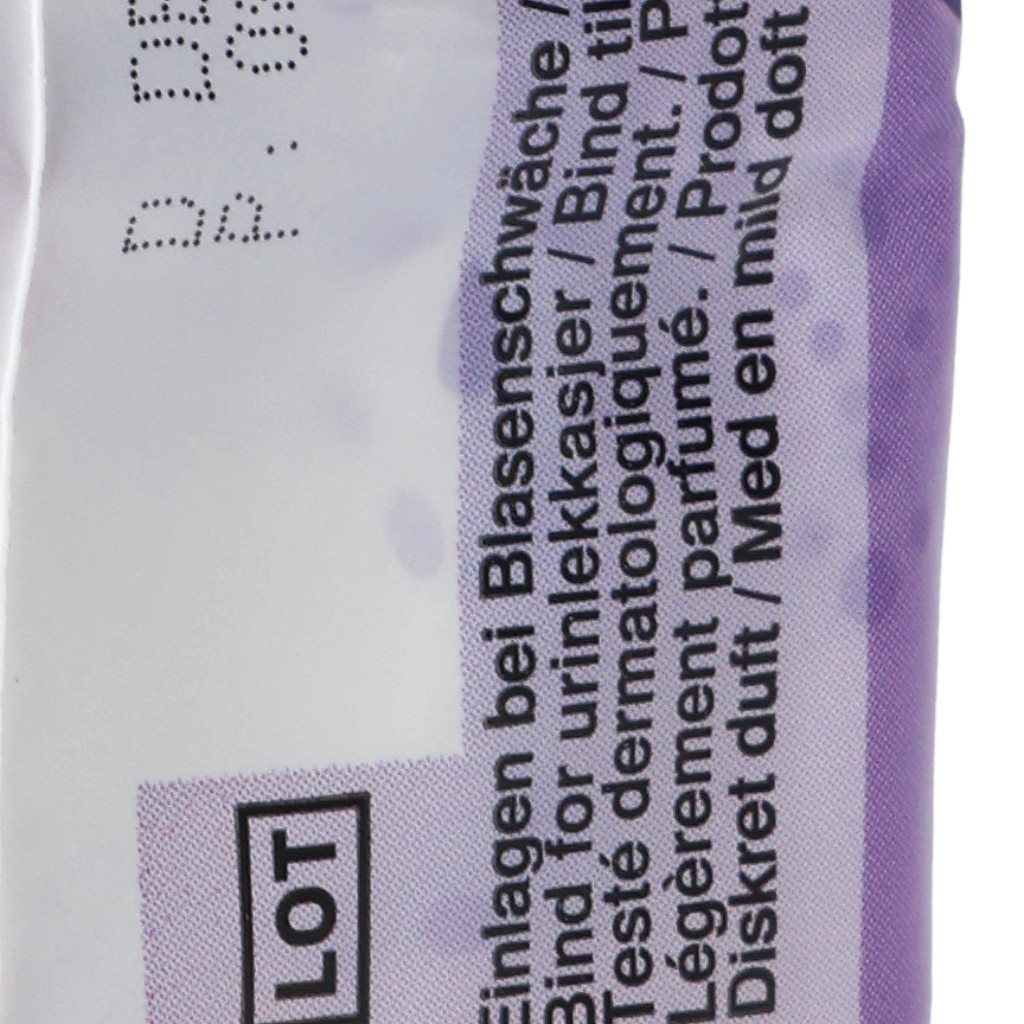 D DE
P : 09
LOT
Einlagen bei Blasenschwäche /
Bind for urinlekkasjer / Bind til
Testé dermatologiquement. / P
Légèrement parfumé. / Prodot
Diskret duft / Med en mild doft